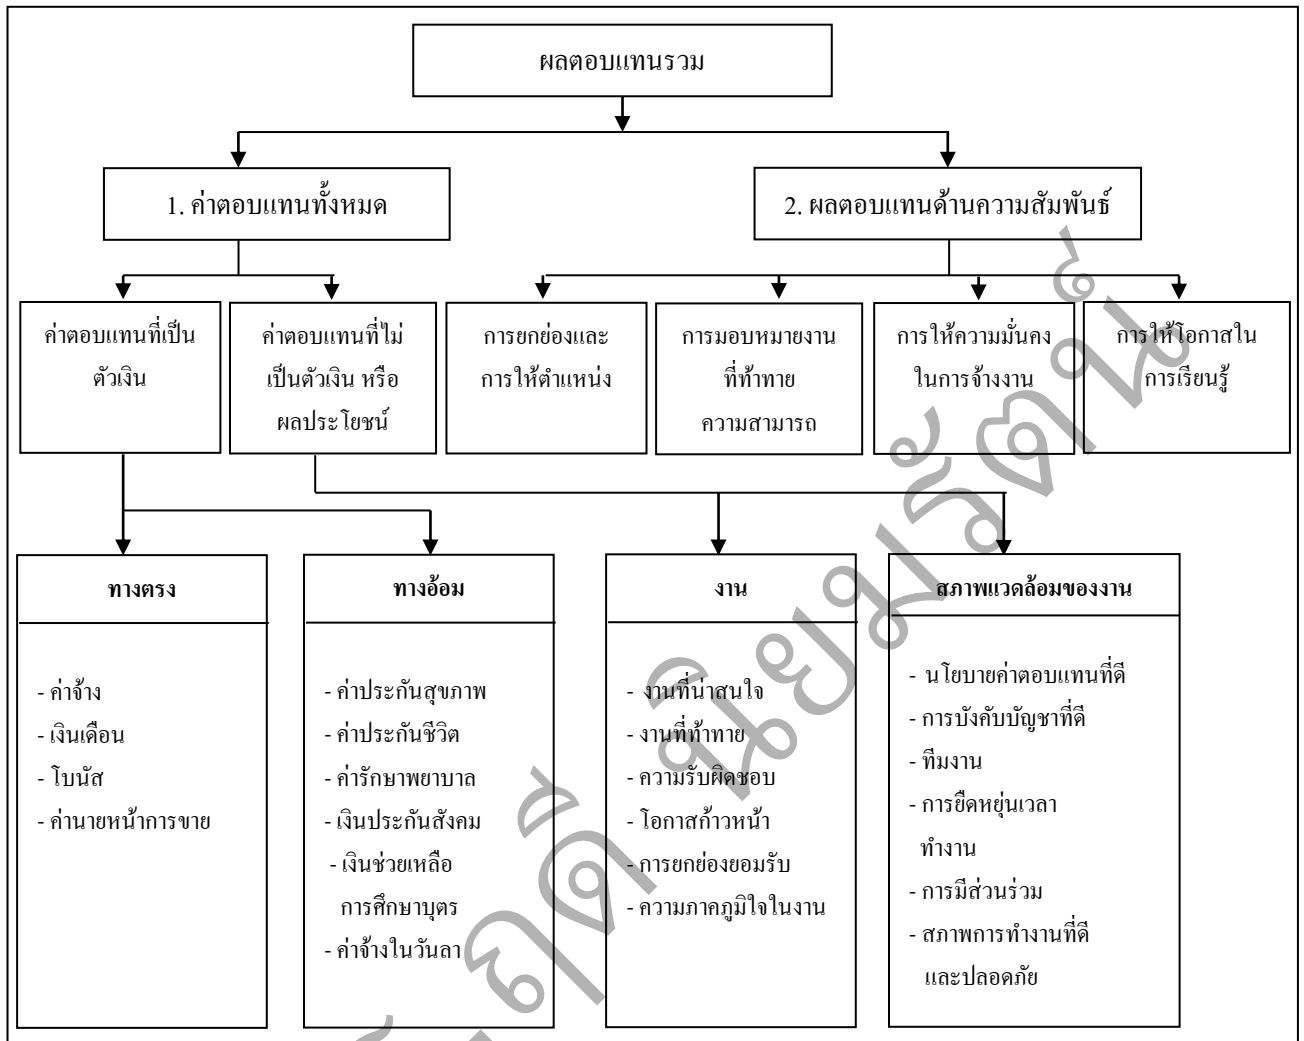 ผลตอบแทนรวม
1. ค่าตอบแทนทั้งหมด
2. ผลตอบแทนด้านความสัมพันธ์
ค่าตอบแทนที่เป็น
ตัวเงิน
ค่าตอบแทนที่ไม่
เป็นตัวเงิน หรือ
ผลประโยชน์
การยกย่องและ
การให้ตำแหน่ง
การมอบหมายงาน
ที่ท้าทาย
ความสามารถ
การให้ความมั่นคง
ในการจ้างงาน
การให้โอกาสใน
การเรียนรู้
ทางตรง
- ค่าจ้าง
- เงินเดือน
- โบนัส
- ค่านายหน้าการขาย
ทางอ้อม
- ค่าประกันสุขภาพ
- ค่าประกันชีวิต
- ค่ารักษาพยาบาล
- เงินประกันสังคม
- เงินช่วยเหลือ
การศึกษาบุตร
- ค่าจ้างในวันลา
งาน
- งานที่น่าสนใจ
- งานที่ท้าทาย
- ความรับผิดชอบ
- โอกาสก้าวหน้า
- การยกย่องยอมรับ
- ความภาคภูมิใจในงาน
สภาพแวดล้อมของงาน
- นโยบายค่าตอบแทนที่ดี
- การบังคับบัญชาที่ดี
- ทีมงาน
- การยืดหยุ่นเวลา
ทำงาน
- การมีส่วนร่วม
- สภาพการทำงานที่ดี
และปลอดภัย